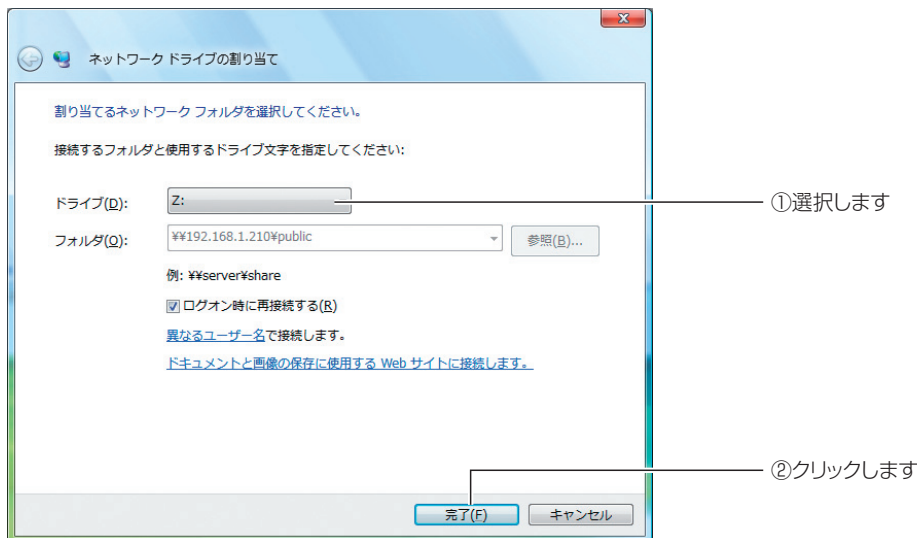 x
ネットワーク ドライブの割り当て
割り当てるネットワーク フォルダを選択してください。
接続するフォルダと使用するドライブ文字を指定してください:
ドライブ(D): Z: ①選択します
フォルダ(O): ¥¥192.168.1.210¥public 参照(B)...
例: ¥¥server¥share
ログオン時に再接続する(R)
異なるユーザー名で接続します。
ドキュメントと画像の保存に使用する Web サイトに接続します。
②クリックします
完了(F) キャンセル